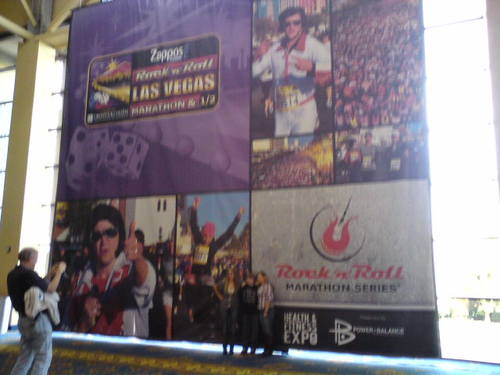 Zappos
Rock 'n' Roll
LAS VEGAS
MARATHON & 1/2
Rock 'n' Roll
MARATHON SERIES
HEALTH &
FITNESS
EXPO
POWER BALANCE